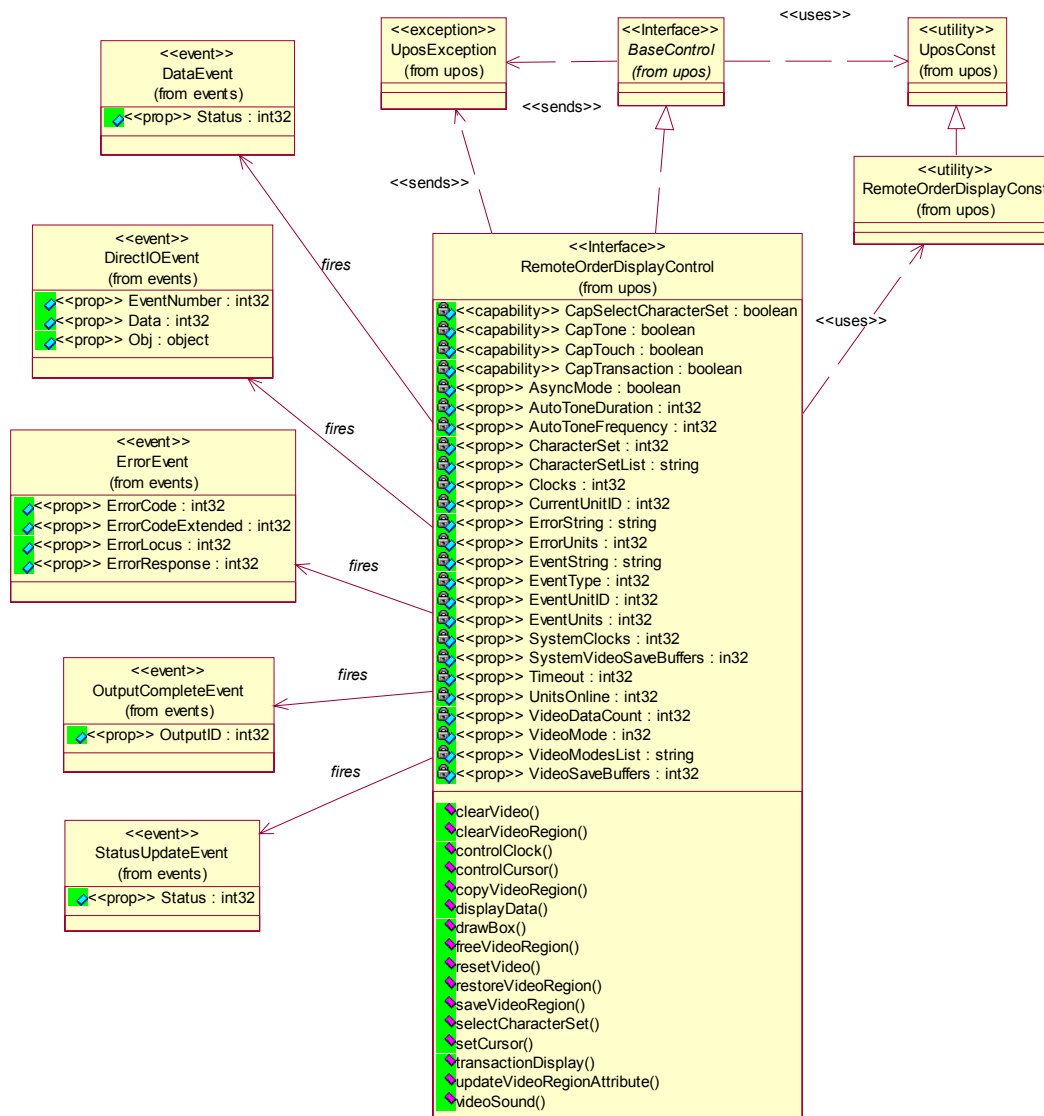 <<event>>
DataEvent
(from events)
<<prop>> Status : int32
<<exception>>
UposException
(from upos)
<<Interface>>
BaseControl
(from upos)
<<uses>>
<<utility>>
UposConst
(from upos)
<<sends>>
<<sends>>
<<utility>>
RemoteOrderDisplayConst
(from upos)
<<uses>>
<<event>>
DirectIOEvent
(from events)
<<prop>> EventNumber : int32
<<prop>> Data : int32
<<prop>> Obj : object
fires
fires
<<event>>
ErrorEvent
(from events)
<<prop>> ErrorCode : int32
<<prop>> ErrorCodeExtended : int32
<<prop>> ErrorLocus : int32
<<prop>> ErrorResponse : int32
fires
<<event>>
OutputCompleteEvent
(from events)
<<prop>> OutputID : int32
fires
<<event>>
StatusUpdateEvent
(from events)
<<prop>> Status : int32
fires
<<Interface>>
RemoteOrderDisplayControl
(from upos)
<<capability>> CapSelectCharacterSet : boolean
<<capability>> CapTone : boolean
<<capability>> CapTouch : boolean
<<capability>> CapTransaction : boolean
<<prop>> AsyncMode : boolean
<<prop>> AutoToneDuration : int32
<<prop>> AutoToneFrequency : int32
<<prop>> CharacterSet : int32
<<prop>> CharacterSetList : string
<<prop>> Clocks : int32
<<prop>> CurrentUnitID : int32
<<prop>> ErrorString : string
<<prop>> ErrorUnits : int32
<<prop>> EventString : string
<<prop>> EventType : int32
<<prop>> EventUnitID : int32
<<prop>> EventUnits : int32
<<prop>> SystemClocks : int32
<<prop>> SystemVideoSaveBuffers : in32
<<prop>> Timeout : int32
<<prop>> UnitsOnline : int32
<<prop>> VideoDataCount : int32
<<prop>> VideoMode : in32
<<prop>> VideoModesList : string
<<prop>> VideoSaveBuffers : int32
clearVideo()
clearVideoRegion()
controlClock()
controlCursor()
copyVideoRegion()
displayData()
drawBox()
freeVideoRegion()
resetVideo()
restoreVideoRegion()
saveVideoRegion()
selectCharacterSet()
setCursor()
transactionDisplay()
updateVideoRegionAttribute()
videoSound()